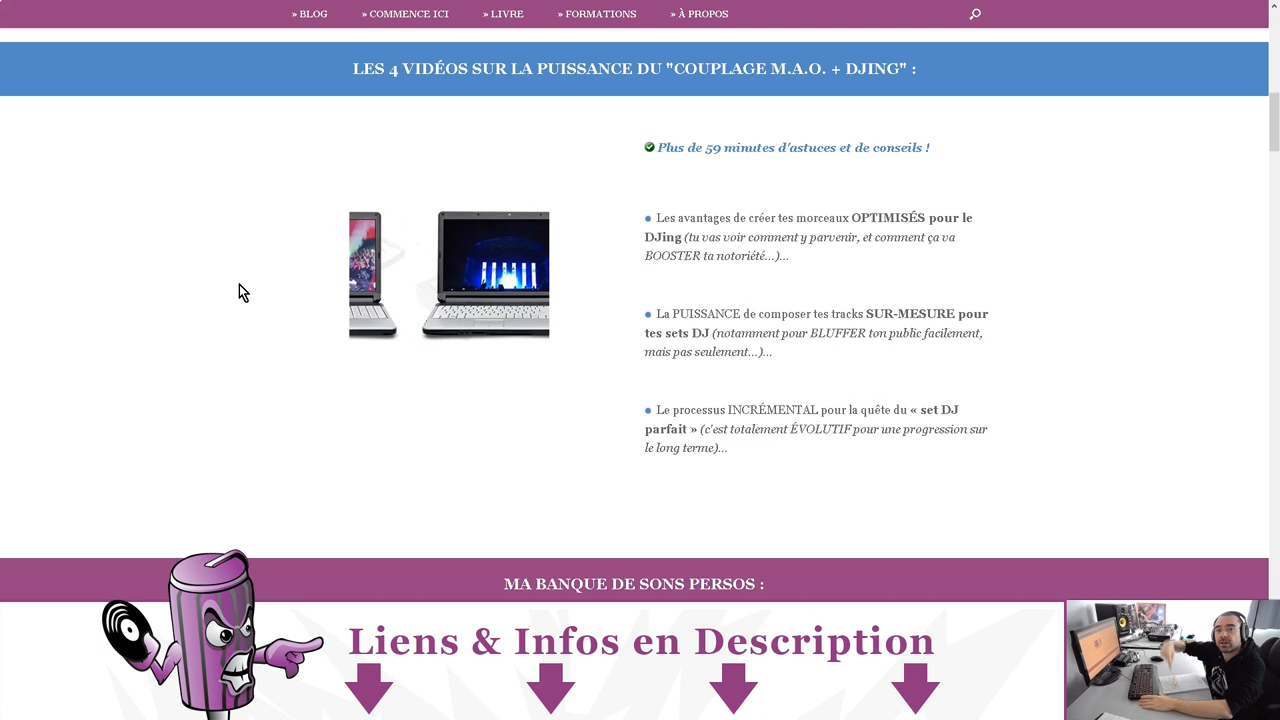 » BLOG » COMMENCE ICI » LIVRE » FORMATIONS » À PROPOS
LES 4 VIDÉOS SUR LA PUISSANCE DU "COUPLAGE M.A.O. + DJING" :
Plus de 59 minutes d'astuces et de conseils !
Les avantages de créer tes morceaux OPTIMISÉS pour le
DJing (tu vas voir comment y parvenir, et comment ça va
BOOSTER ta notoriété...)...
La PUISSANCE de composer tes tracks SUR-MESURE pour
tes sets DJ (notamment pour BLUFFER ton public facilement,
mais pas seulement...)...
Le processus INCRÉMENTAL pour la quête du « set DJ
parfait » (c'est totalement ÉVOLUTIF pour une progression sur
le long terme)...
MA BANQUE DE SONS PERSOS :
Liens & Infos en Description